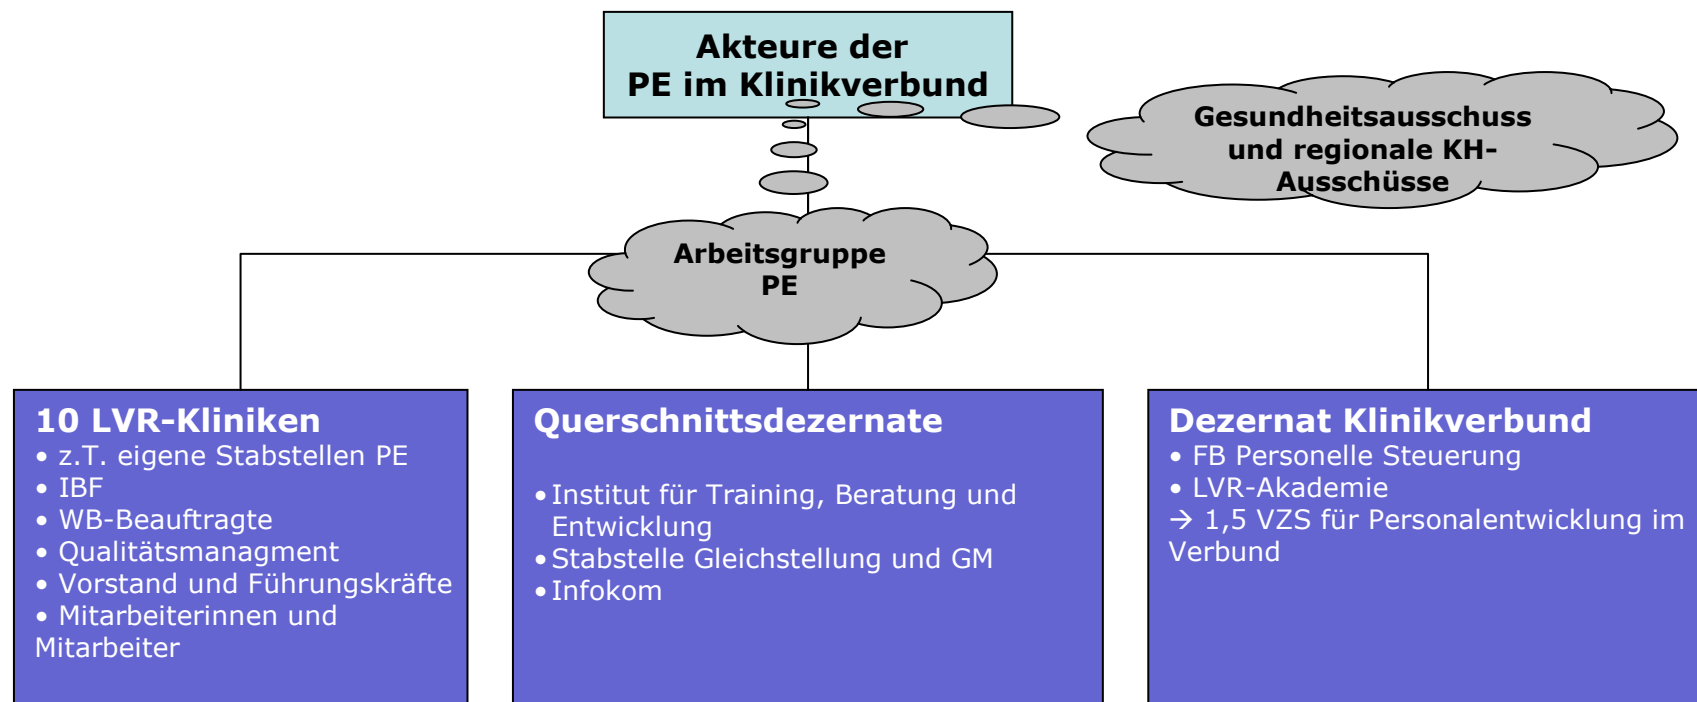 Akteure der
PE im Klinikverbund
Gesundheitsausschuss
und regionale KH-
Ausschüsse
Arbeitsgruppe
PE
10 LVR-Kliniken
• z.T. eigene Stabstellen PE
• IBF
• WB-Beauftragte
• Qualitätsmanagment
• Vorstand und Führungskräfte
• Mitarbeiterinnen und
Mitarbeiter
Querschnittsdezernate
• Institut für Training, Beratung und
Entwicklung
• Stabstelle Gleichstellung und GM
• Infokom
Dezernat Klinikverbund
• FB Personelle Steuerung
• LVR-Akademie
→ 1,5 VZS für Personalentwicklung im
Verbund